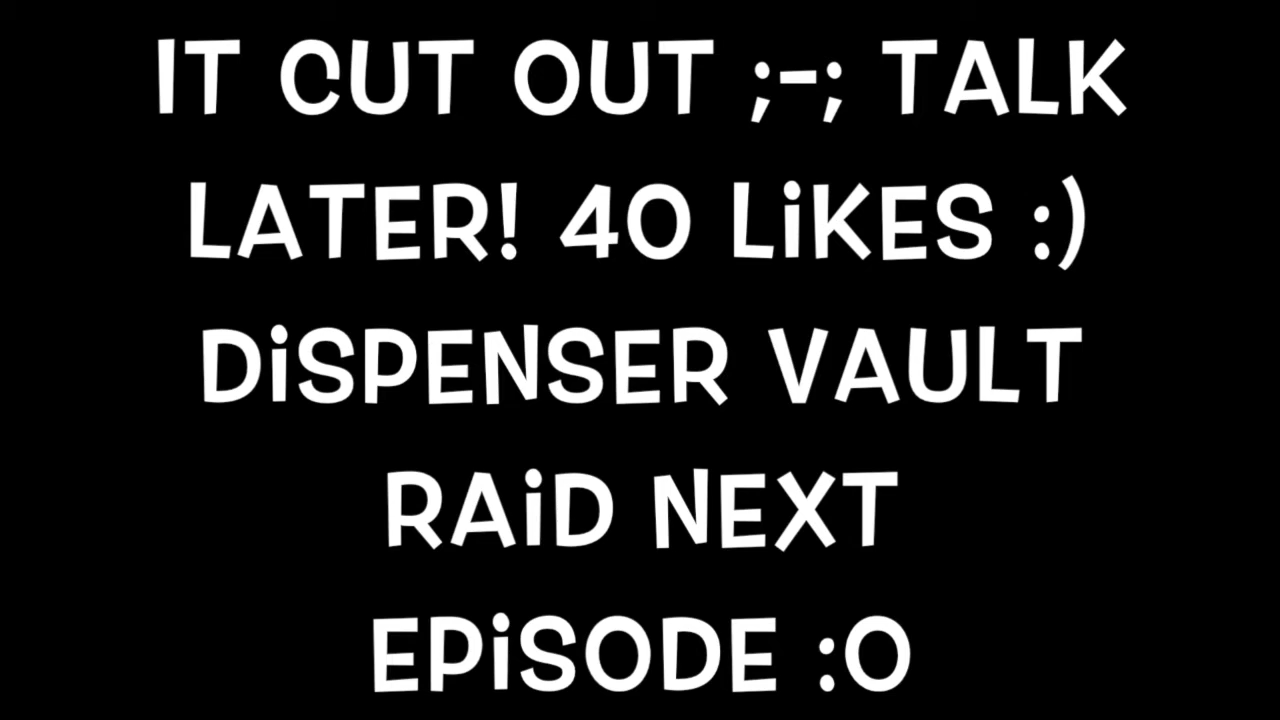 IT CUT OUT ;-; TALK
LATER! 40 LIKES :)
DISPENSER VAULT
RAID NEXT
EPISODE :O